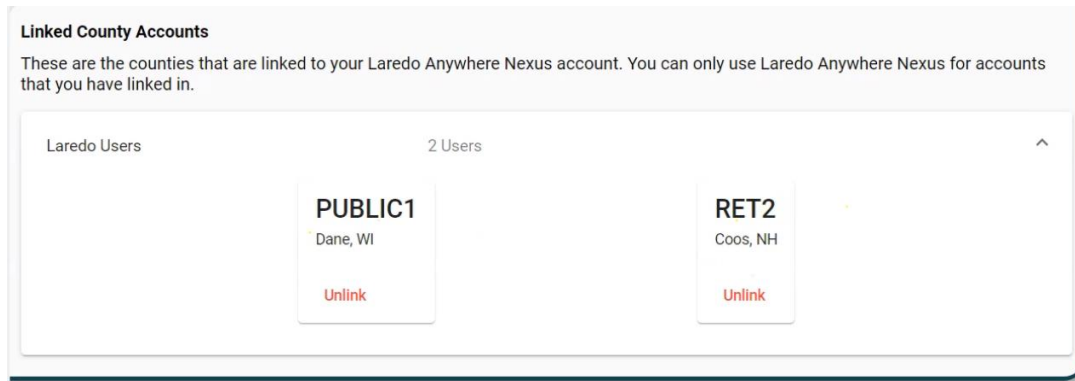 Linked County Accounts
These are the counties that are linked to your Laredo Anywhere Nexus account. You can only use Laredo Anywhere Nexus for accounts
that you have linked in.
Laredo Users 2 Users
PUBLIC1
Dane, WI
Unlink
RET2
Coos, NH
Unlink